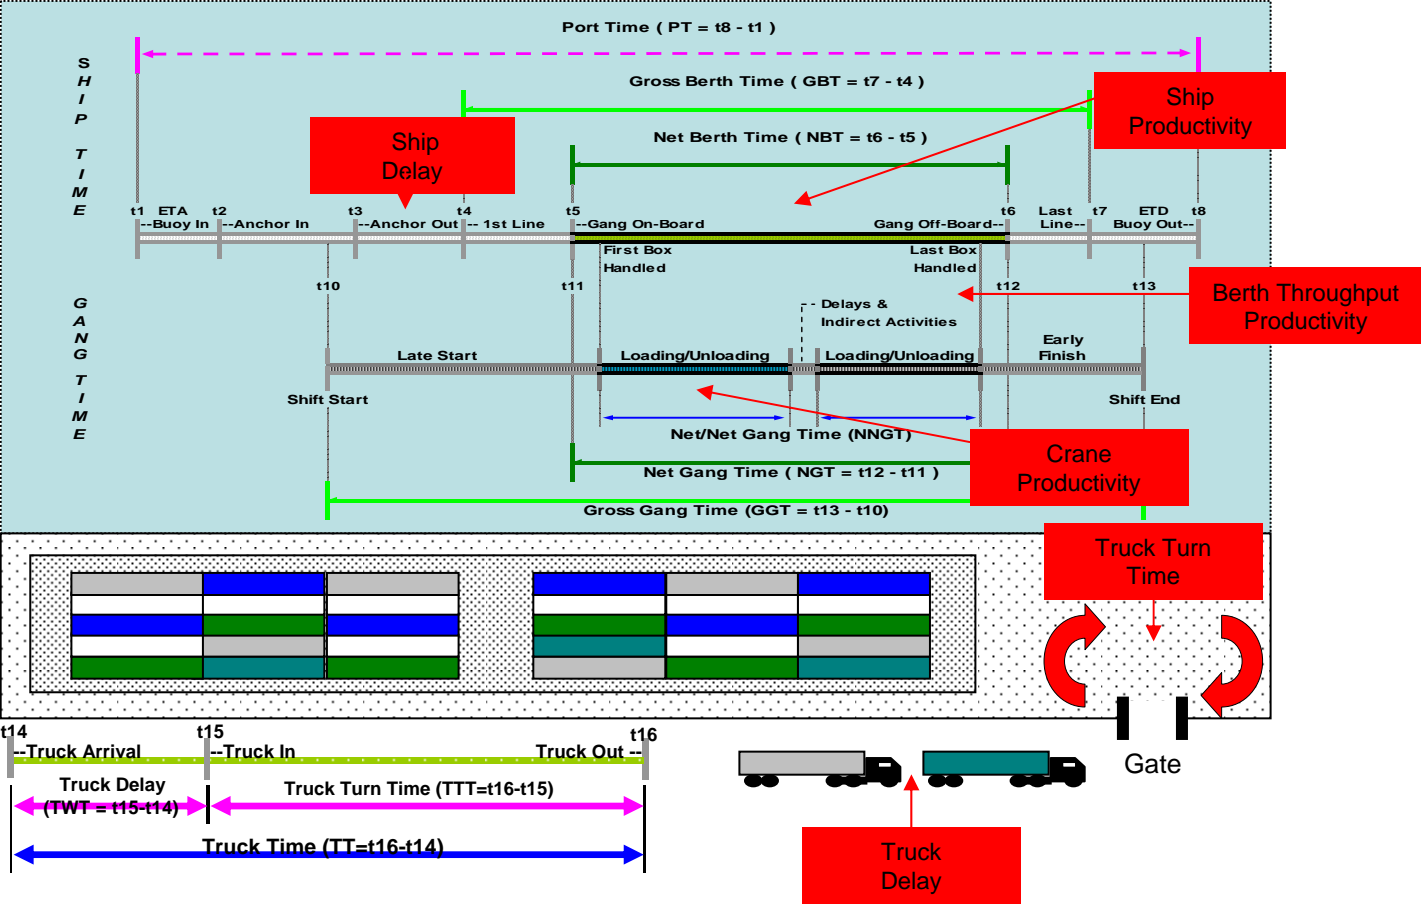 Port Time ( PT = t8 - t1 )
SHIP TIME
Gross Berth Time ( GBT = t7 - t4 )
Ship
Productivity
Ship
Delay
Net Berth Time ( NBT = t6 - t5 )
t1 ETA t2 t3 t4 t5 t6 Last t7 ETD t8
--Buoy In --Anchor In --Anchor Out -- 1st Line --Gang On-Board Gang Off-Board-- Line-- Buoy Out--
First Box
Handled
Last Box
Handled
t10 t11 t12 t13
Berth Throughput
Productivity
GANG TIME
Delays &
Indirect Activities
Late Start Loading/Unloading Loading/Unloading
Early
Finish
Shift Start Shift End
Net/Net Gang Time (NNGT)
Crane
Productivity
Net Gang Time ( NGT = t12 - t11 )
Gross Gang Time (GGT = t13 - t10)
Truck Turn
Time
t14 t15 t16
--Truck Arrival --Truck In Truck Out --
Gate
Truck Delay
(TWT = t15-t14)
Truck Turn Time (TTT=t16-t15)
Truck Time (TT=t16-t14)
Truck
Delay